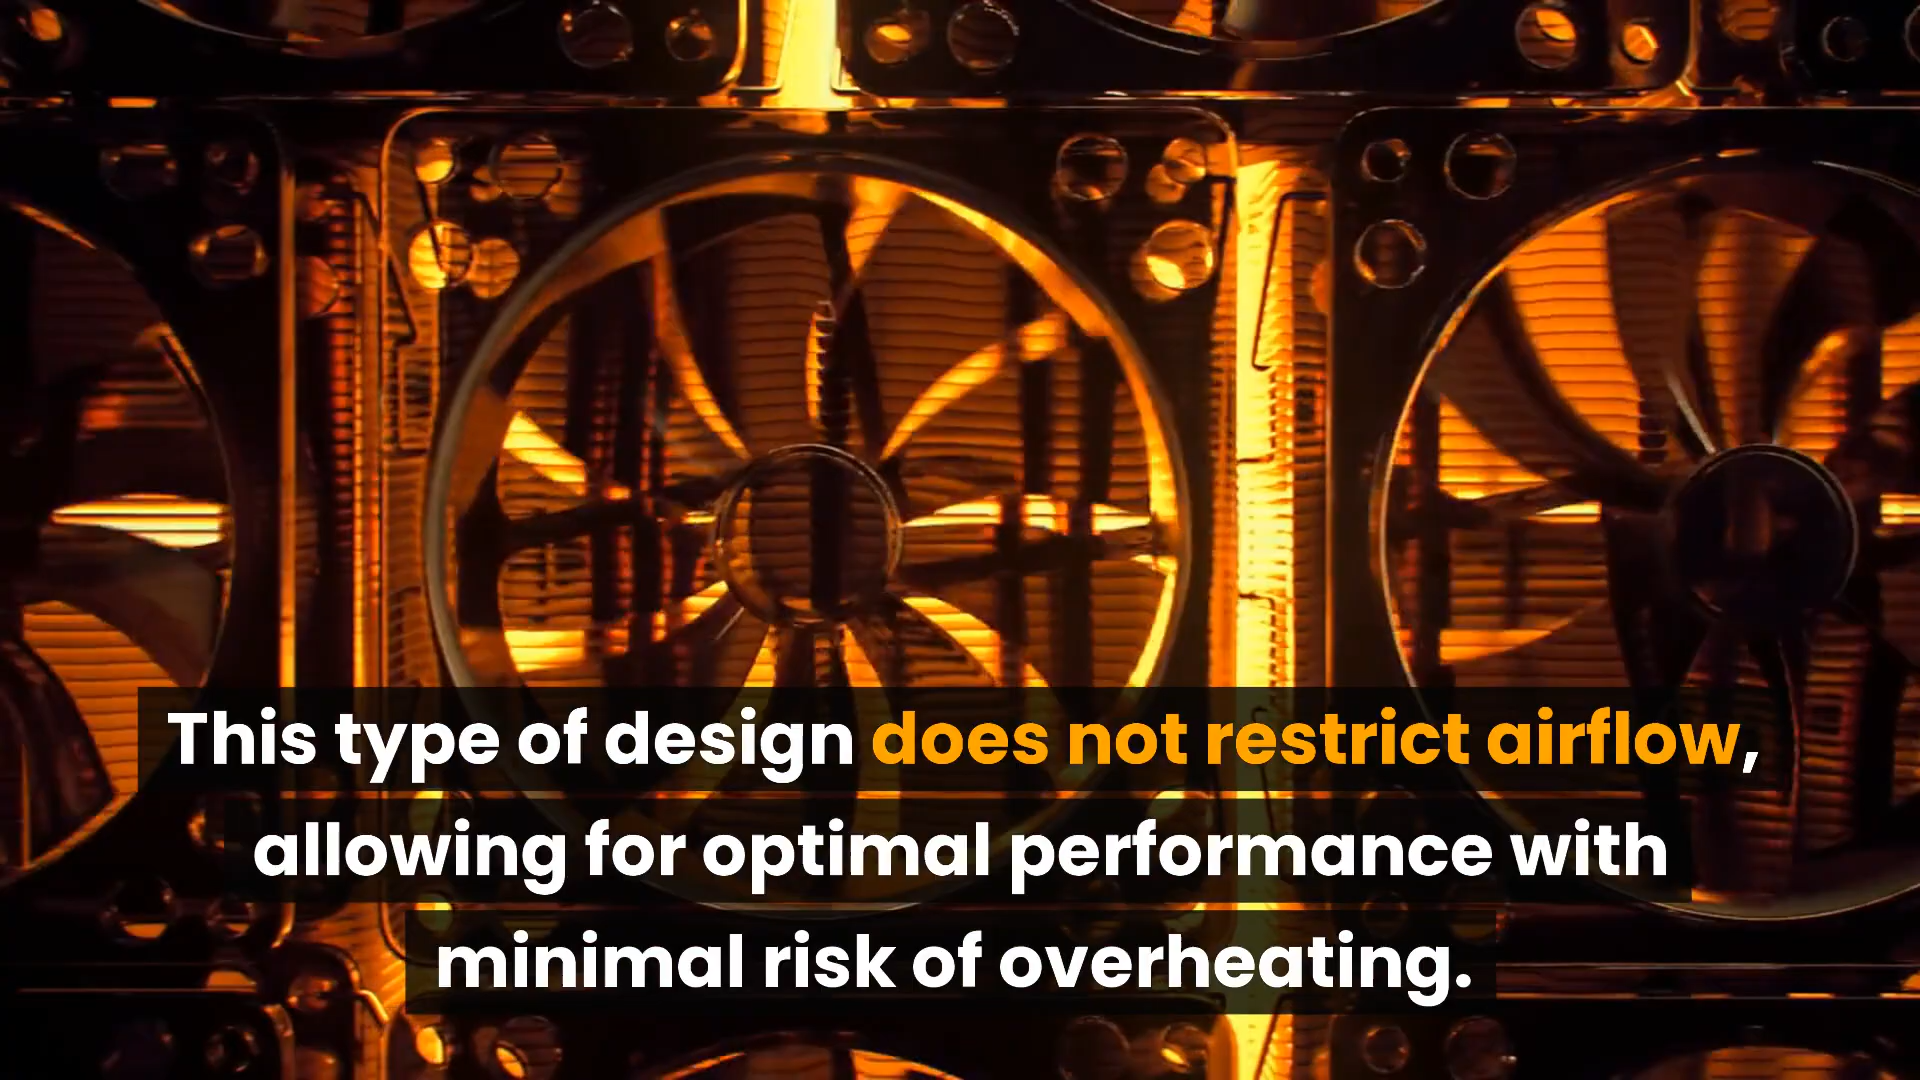 This type of design does not restrict airflow,
allowing for optimal performance with
minimal risk of overheating.